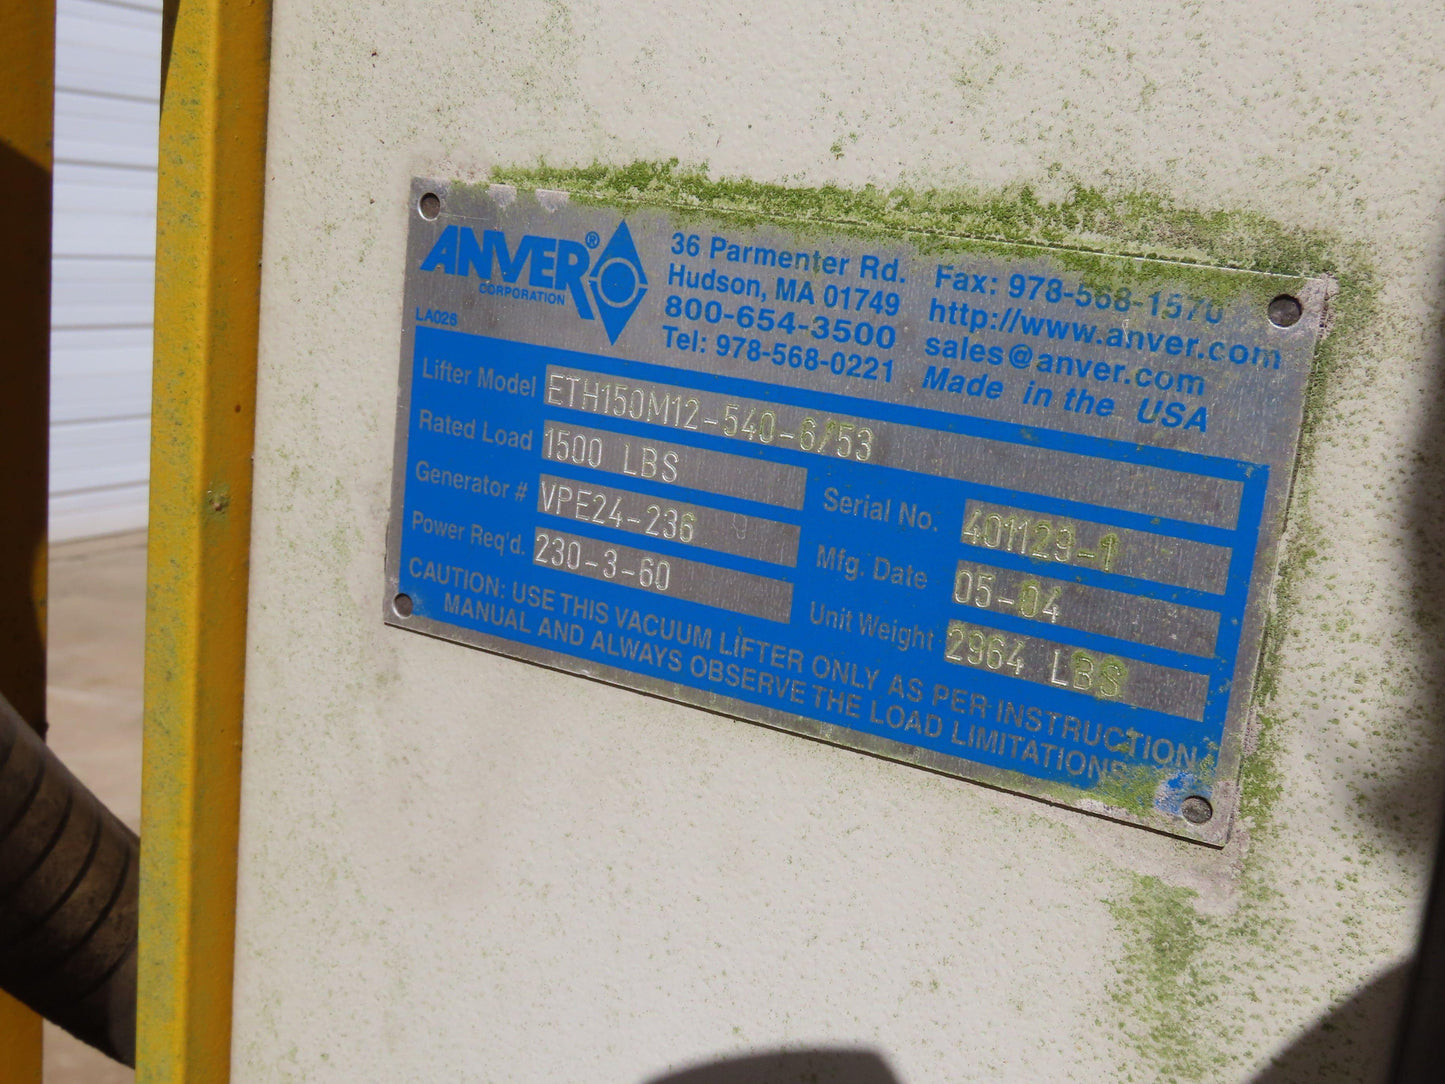 ANVER®
CORPORATION
LA026
36 Parmenter Rd.
Hudson, MA 01749
800-654-3500
Tel: 978-568-0221
Fax: 978-568-1570
http://www.anver.com
sales@anver.com
Made in the USA
Lifter Model ETH150M12-540-6/53
Rated Load 1500 LBS
Generator # VPE24-236
Power Req'd. 230-3-60
Serial No. 401129-1
Mfg. Date 05-04
Unit Weight 2964 LBS
CAUTION: USE THIS VACUUM LIFTER ONLY AS PER INSTRUCTION
MANUAL AND ALWAYS OBSERVE THE LOAD LIMITATIONS